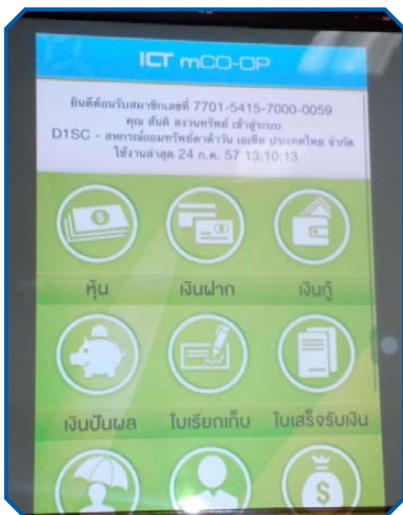 ICT mCO-OP
ยินดีต้อนรับสมาชิกเลขที่ 7701-5415-7000-0059
คุณ สันติ สงวนทรัพย์ เข้าสู่ระบบ
D1SC - สหกรณ์ออมทรัพย์ดาต้าวัน เอเชีย ประเทศไทย จำกัด
ใช้งานล่าสุด 24 ก.ค. 57 13:10:13
หุ้น เงินฝาก เงินกู้
เงินปันผล ใบเรียกเก็บ ใบเสร็จรับเงิน